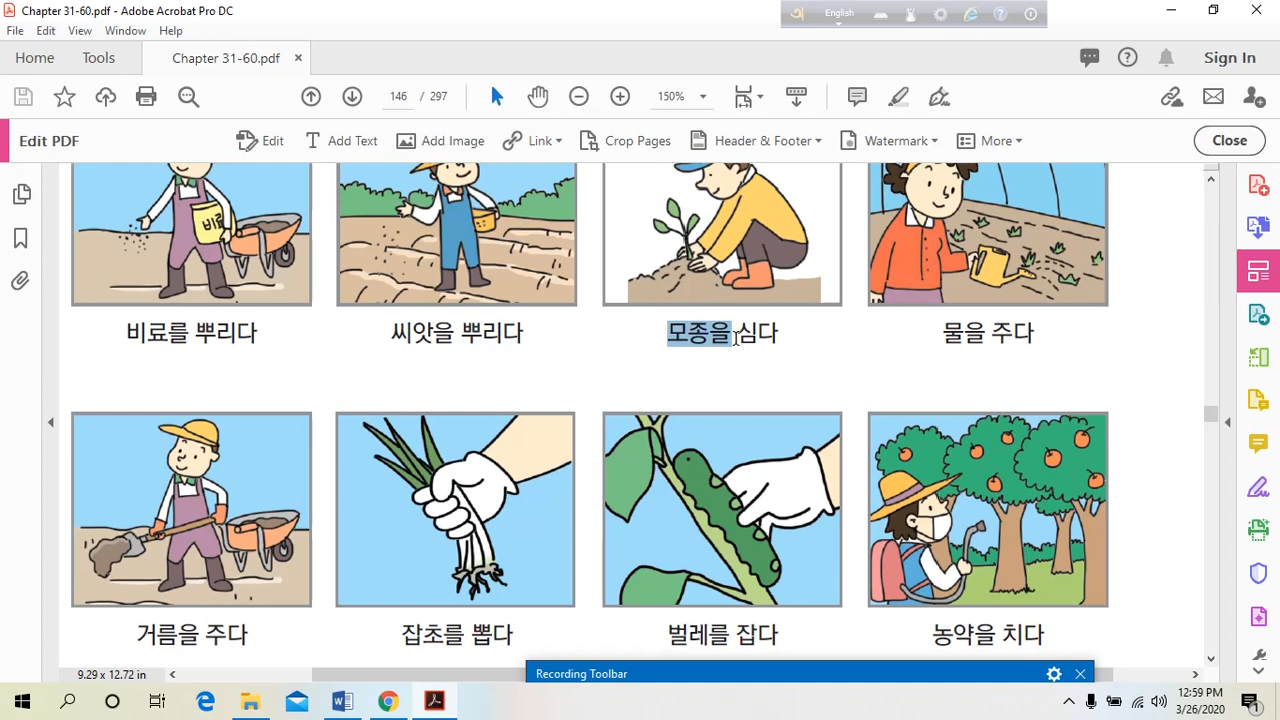 Chapter 31-60.pdf - Adobe Acrobat Pro DC
English
File Edit View Window Help
Home Tools Chapter 31-60.pdf Sign In
146 / 297 150%
Edit PDF Edit Add Text Add Image Link Crop Pages Header & Footer Watermark More Close
비료
비료를 뿌리다 씨앗을 뿌리다 모종을 심다 물을 주다
거름을 주다 잡초를 뽑다 벌레를 잡다 농약을 치다
9.29 x 12.72 in
Recording Toolbar
12:59 PM
3/26/2020
1